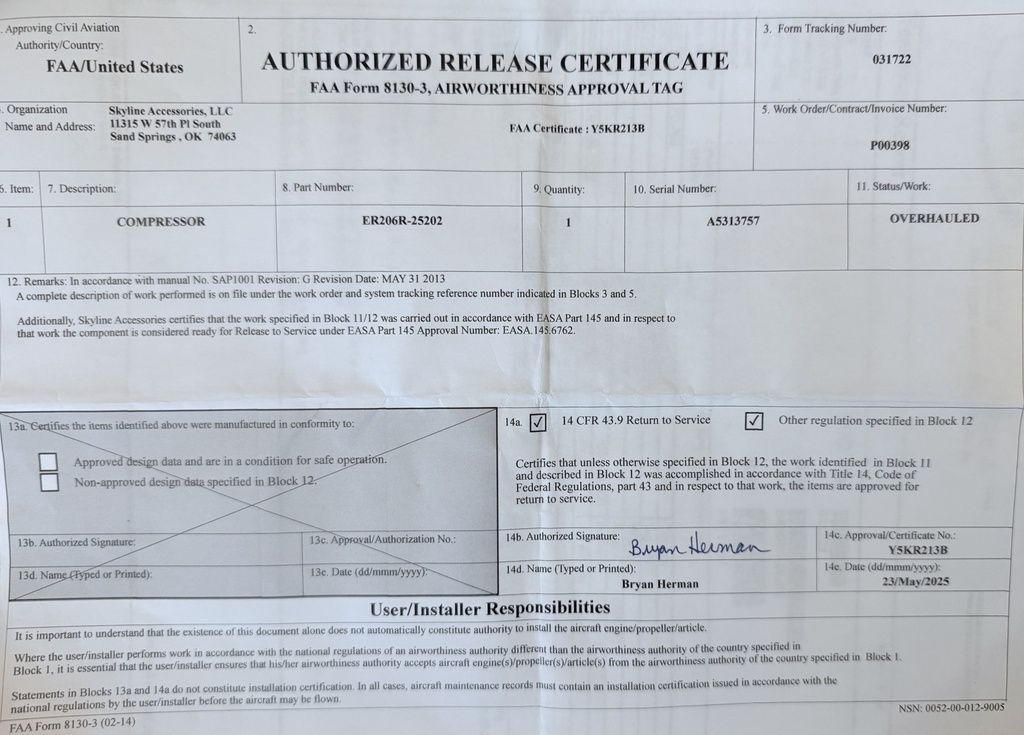 . Approving Civil Aviation
Authority/Country:
FAA/United States
2.
AUTHORIZED RELEASE CERTIFICATE
FAA Form 8130-3, AIRWORTHINESS APPROVAL TAG
3. Form Tracking Number:
031722
. Organization
Name and Address:
Skyline Accessories, LLC
11315 W 57th Pl South
Sand Springs , OK 74063
FAA Certificate : Y5KR213B
5. Work Order/Contract/Invoice Number:
P00398
6. Item:
7. Description:
8. Part Number:
9. Quantity:
10. Serial Number:
11. Status/Work:
1
COMPRESSOR
ER206R-25202
1
A5313757
OVERHAULED
12. Remarks: In accordance with manual No. SAP1001 Revision: G Revision Date: MAY 31 2013
A complete description of work performed is on file under the work order and system tracking reference number indicated in Blocks 3 and 5.
Additionally, Skyline Accessories certifies that the work specified in Block 11/12 was carried out in accordance with EASA Part 145 and in respect to
that work the component is considered ready for Release to Service under EASA Part 145 Approval Number: EASA.145.6762.
13a. Certifies the items identified above were manufactured in conformity to:
Approved design data and are in a condition for safe operation.
Non-approved design data specified in Block 12.
13b. Authorized Signature:
13c. Approval/Authorization No.:
13d. Name (Typed or Printed):
13e. Date (dd/mmm/yyyy):
14a. ✓ 14 CFR 43.9 Return to Service
✓ Other regulation specified in Block 12
Certifies that unless otherwise specified in Block 12, the work identified in Block 11
and described in Block 12 was accomplished in accordance with Title 14, Code of
Federal Regulations, part 43 and in respect to that work, the items are approved for
return to service.
14b. Authorized Signature:
Bryan Herman
14c. Approval/Certificate No.:
Y5KR213B
14d. Name (Typed or Printed):
Bryan Herman
14e. Date (dd/mmm/yyyy):
23/May/2025
User/Installer Responsibilities
It is important to understand that the existence of this document alone does not automatically constitute authority to install the aircraft engine/propeller/article.
Where the user/installer performs work in accordance with the national regulations of an airworthiness authority different than the airworthiness authority of the country specified in
Block 1, it is essential that the user/installer ensures that his/her airworthiness authority accepts aircraft engine(s)/propeller(s)/article(s) from the airworthiness authority of the country specified in Block 1.
Statements in Blocks 13a and 14a do not constitute installation certification. In all cases, aircraft maintenance records must contain an installation certification issued in accordance with the
national regulations by the user/installer before the aircraft may be flown.
FAA Form 8130-3 (02-14)
NSN: 0052-00-012-9005